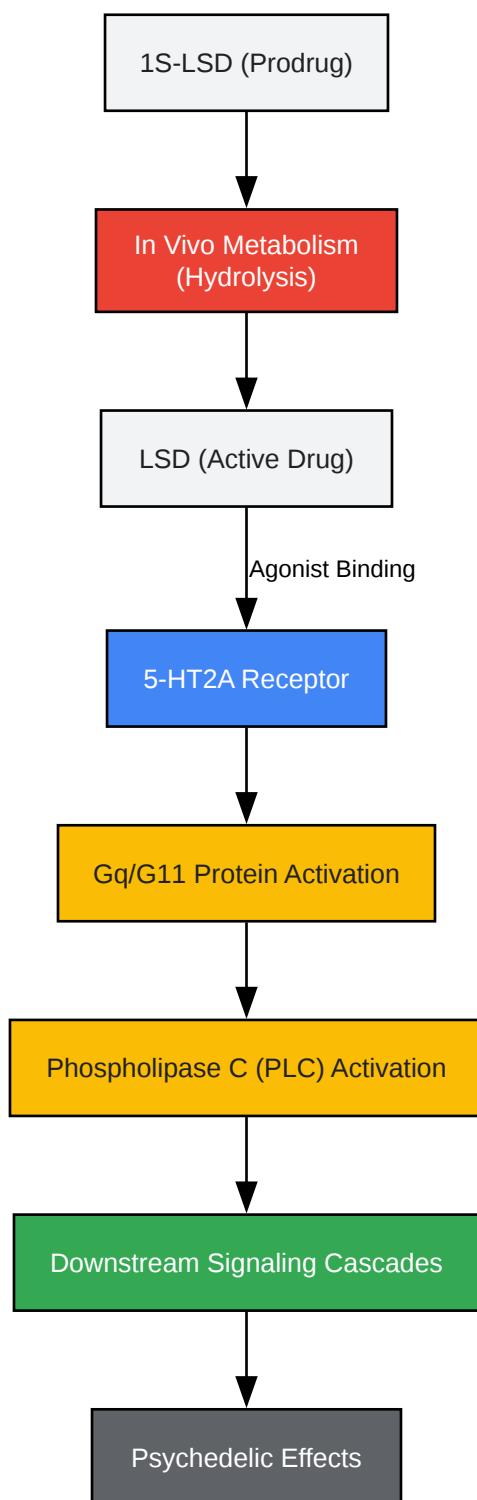 1S-LSD (Prodrug)
In Vivo Metabolism
(Hydrolysis)
LSD (Active Drug)
Agonist Binding
5-HT2A Receptor
Gq/G11 Protein Activation
Phospholipase C (PLC) Activation
Downstream Signaling Cascades
Psychedelic Effects